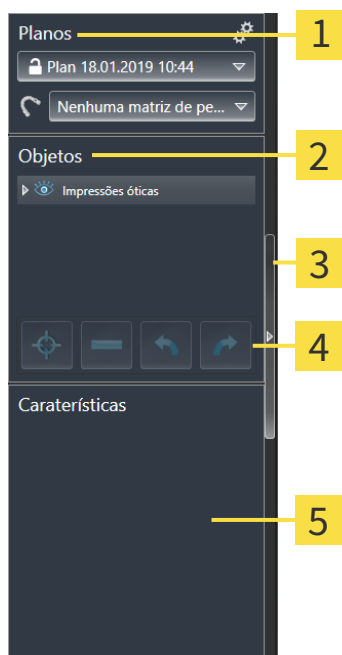 Planos
1
Plan 18.01.2019 10:44
Nenhuma matriz de pe...
Objetos
2
Impressões óticas
3
4
Caraterísticas
5